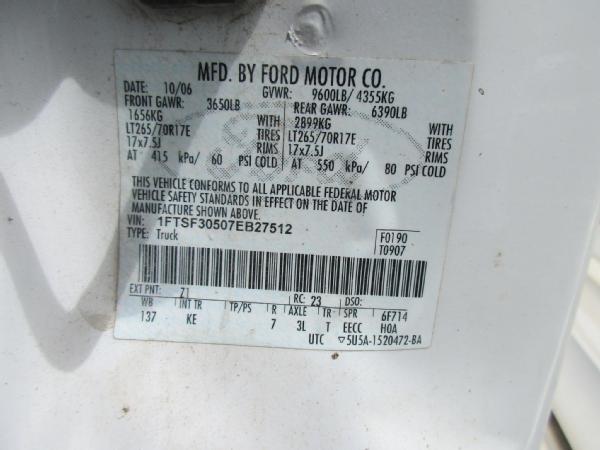 MFD. BY FORD MOTOR CO.
DATE: 10/06 GVWR: 9600LB/ 4355KG
FRONT GAWR: 3650LB REAR GAWR: 6390LB
1656KG WITH 2899KG WITH
LT265/70R17E TIRES LT265/70R17E TIRES
17x7.5J RIMS 17x7.5J RIMS
AT 415 kPa/ 60 PSI COLD AT 550 kPa/ 80 PSI COLD
THIS VEHICLE CONFORMS TO ALL APPLICABLE FEDERAL MOTOR
VEHICLE SAFETY STANDARDS IN EFFECT ON THE DATE OF
MANUFACTURE SHOWN ABOVE.
VIN: 1FTSF30507EB27512
TYPE: Truck
F0190
T0907
EXT PNT: Z1 RC: 23 DSO:
WB INT TR TP/PS R AXLE TR SPR 6F714
137 KE 7 3L T EECC HOA
UTC ▽5U5A-1520472-BA